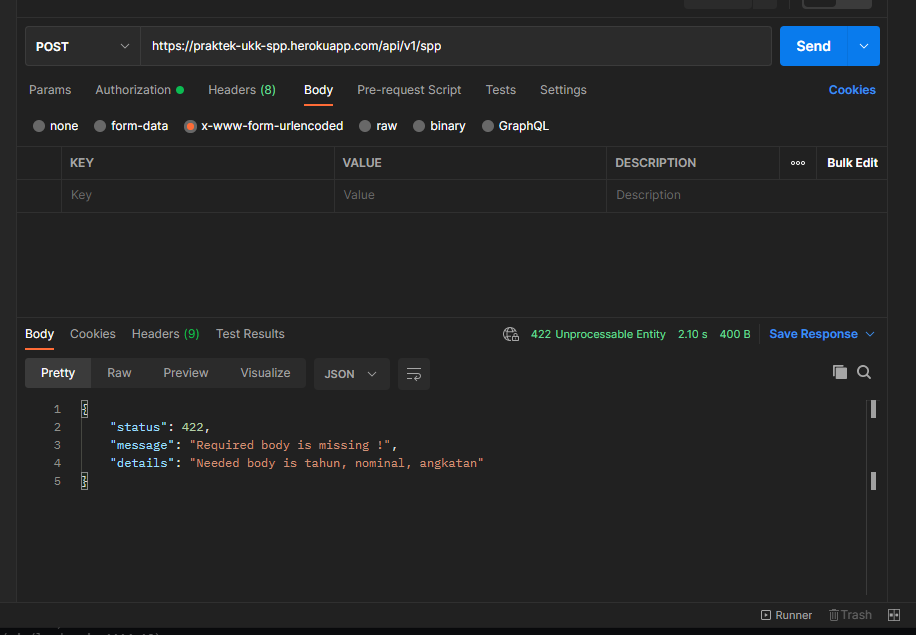 POST https://praktek-ukk-spp.herokuapp.com/api/v1/spp Send
Params Authorization Headers (8) Body Pre-request Script Tests Settings Cookies
none form-data x-www-form-urlencoded raw binary GraphQL
KEY VALUE DESCRIPTION ooo Bulk Edit
Key Value Description
Body Cookies Headers (9) Test Results 422 Unprocessable Entity 2.10 s 400 B Save Response
Pretty Raw Preview Visualize JSON
1 {
2 "status": 422,
3 "message": "Required body is missing !",
4 "details": "Needed body is tahun, nominal, angkatan"
5 }
Runner Trash